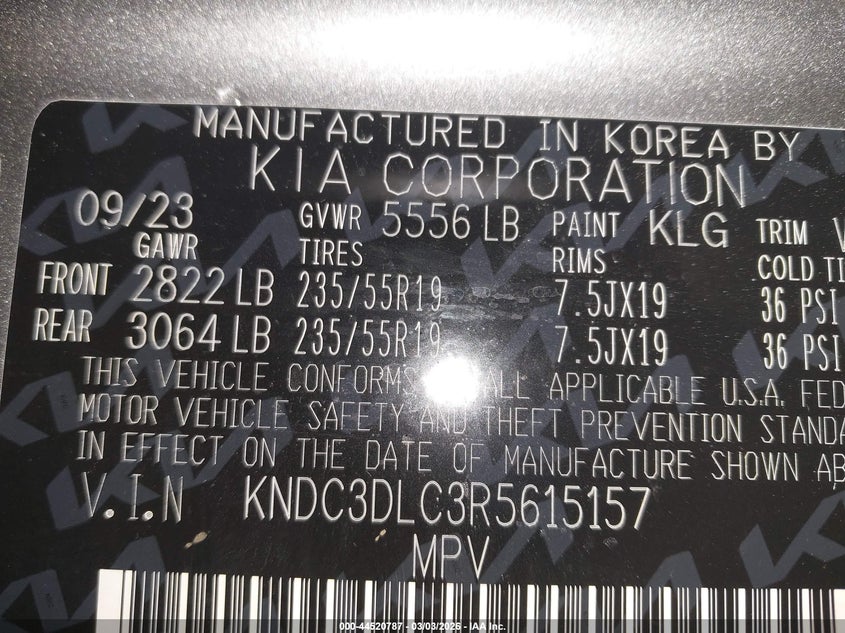 MANUFACTURED IN KOREA BY
KIA CORPORATION
09/23 GVWR 5556 LB PAINT KLG TRIM
GAWR TIRES RIMS COLD
FRONT 2822 LB 235/55R19 7.5JX19 36 PSI
REAR 3064 LB 235/55R19 7.5JX19 36 PSI
THIS VEHICLE CONFORMS ALL APPLICABLE U.S.A.
MOTOR VEHICLE SAFETY AND THEFT PREVENTION
IN EFFECT ON THE DATE OF MANUFACTURE SHOWN
V.I.N KNDC3DLC3R5615157
MPV
000-44520787 - 03/03/2026 - IAA Inc.